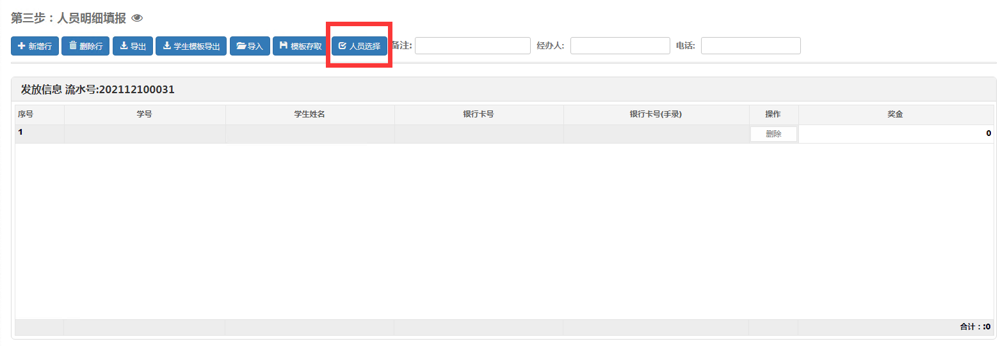 第三步：人员明细填报
新增行 删除行 导出 学生模板导出 导入 模板存取 人员选择 备注: 经办人: 电话:
发放信息 流水号:202112100031
序号 学号 学生姓名 银行卡号 银行卡号(手录) 操作 奖金
1 删除 0
合计：:0